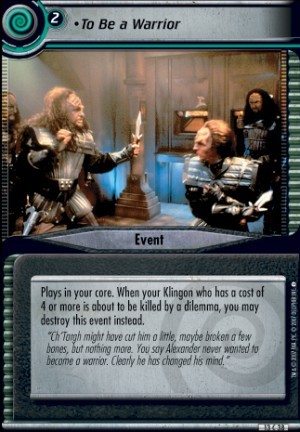 2
•To Be a Warrior
Event
Plays in your core. When your Klingon who has a cost of
4 or more is about to be killed by a dilemma, you may
destroy this event instead.
"Ch'Targh might have cut him a little, maybe broken a few
bones, but nothing more. You say Alexander never wanted to
become a warrior. Clearly he has changed his mind."
13 C 38